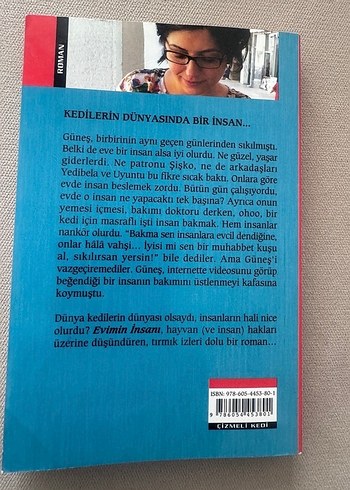 ROMAN
KEDİLERİN DÜNYASINDA BİR İNSAN...
Güneş, birbirinin aynı geçen günlerinden sıkılmıştı.
Belki de eve bir insan alsa iyi olurdu. Ne güzel, yaşar
giderlerdi. Ne patronu Şişko, ne de arkadaşları
Yedibela ve Uyuntu bu fikre sıcak baktı. Onlara göre
evde insan beslemek zordu. Bütün gün çalışıyordu,
evde o insan ne yapacaktı tek başına? Ayrıca onun
yemesi içmesi, bakımı doktoru derken, ohoo, bir
kedi için masraflı işti insan bakmak. Hem insanlar
nankör olurdu. "Bakma sen insanlara evcil dendiğine,
onlar hâlâ vahşi... İyisi mi sen bir muhabbet kuşu
al, sıkılırsan yersin!" bile dediler. Ama Güneş'i
vazgeçiremediler. Güneş, internette videosunu görüp
beğendiği bir insanın bakımını üstlenmeyi kafasına
koymuştu.
Dünya kedilerin dünyası olsaydı, insanların hali nice
olurdu? Evimin İnsanı, hayvan (ve insan) hakları
üzerine düşündüren, tırmık izleri dolu bir roman...
ISBN: 978-605-4453-80-1
9 786054 453801
ÇİZMELİ KEDİ